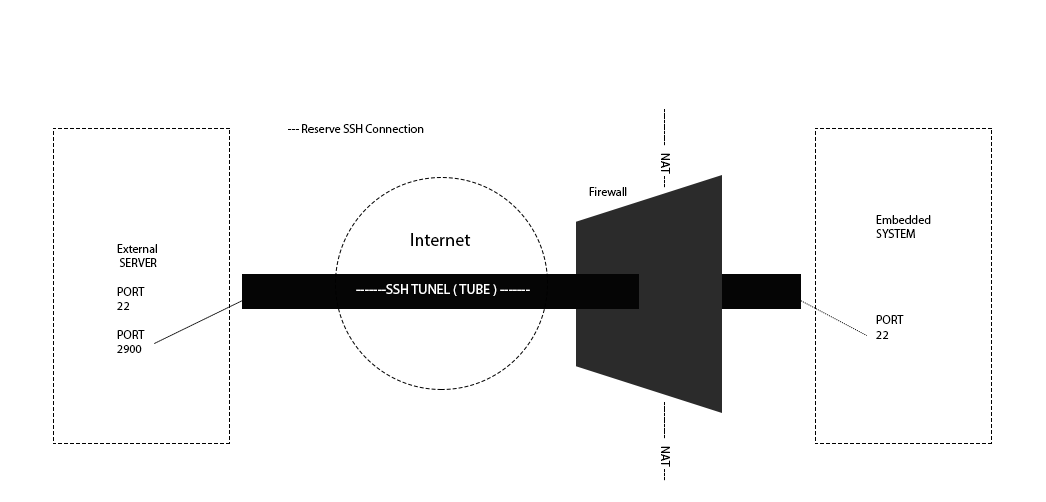 --- Reserve SSH Connection
--- NAT ---
Firewall
Internet
External
SERVER
PORT
22
PORT
2900
-------SSH TUNEL ( TUBE ) -------
Embedded
SYSTEM
PORT
22
--- NAT ---